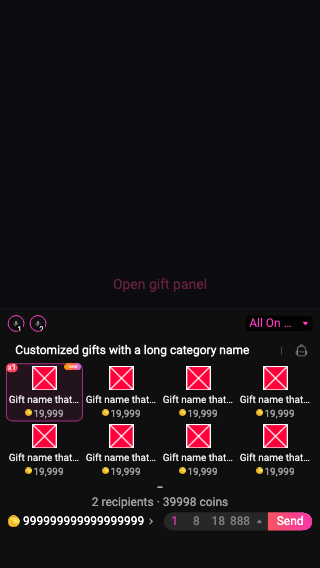 Open gift panel
1 2 All On ...
Customized gifts with a long category name
x1 new
Gift name that... Gift name that... Gift name that... Gift name that...
19,999 19,999 19,999 19,999
Gift name that... Gift name that... Gift name that... Gift name that...
19,999 19,999 19,999 19,999
2 recipients · 39998 coins
999999999999999999 > 1 8 18 888 Send